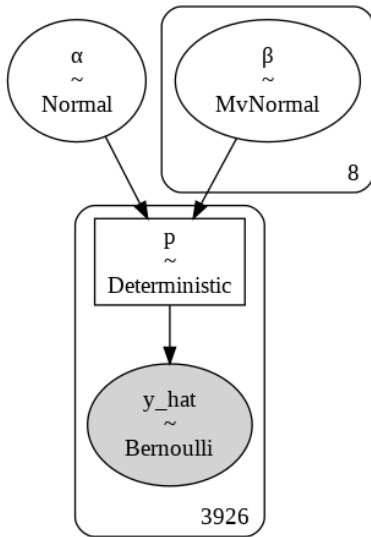 α
~
Normal
β
~
MvNormal
8
p
~
Deterministic
y_hat
~
Bernoulli
3926